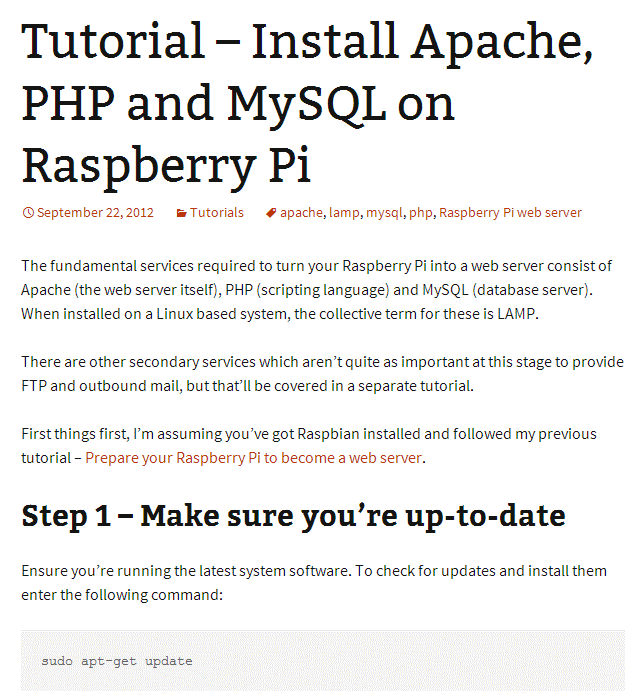 Tutorial – Install Apache,
PHP and MySQL on
Raspberry Pi
September 22, 2012 Tutorials apache, lamp, mysql, php, Raspberry Pi web server
The fundamental services required to turn your Raspberry Pi into a web server consist of
Apache (the web server itself), PHP (scripting language) and MySQL (database server).
When installed on a Linux based system, the collective term for these is LAMP.
There are other secondary services which aren’t quite as important at this stage to provide
FTP and outbound mail, but that’ll be covered in a separate tutorial.
First things first, I’m assuming you’ve got Raspbian installed and followed my previous
tutorial – Prepare your Raspberry Pi to become a web server.
Step 1 – Make sure you’re up-to-date
Ensure you’re running the latest system software. To check for updates and install them
enter the following command:
sudo apt-get update